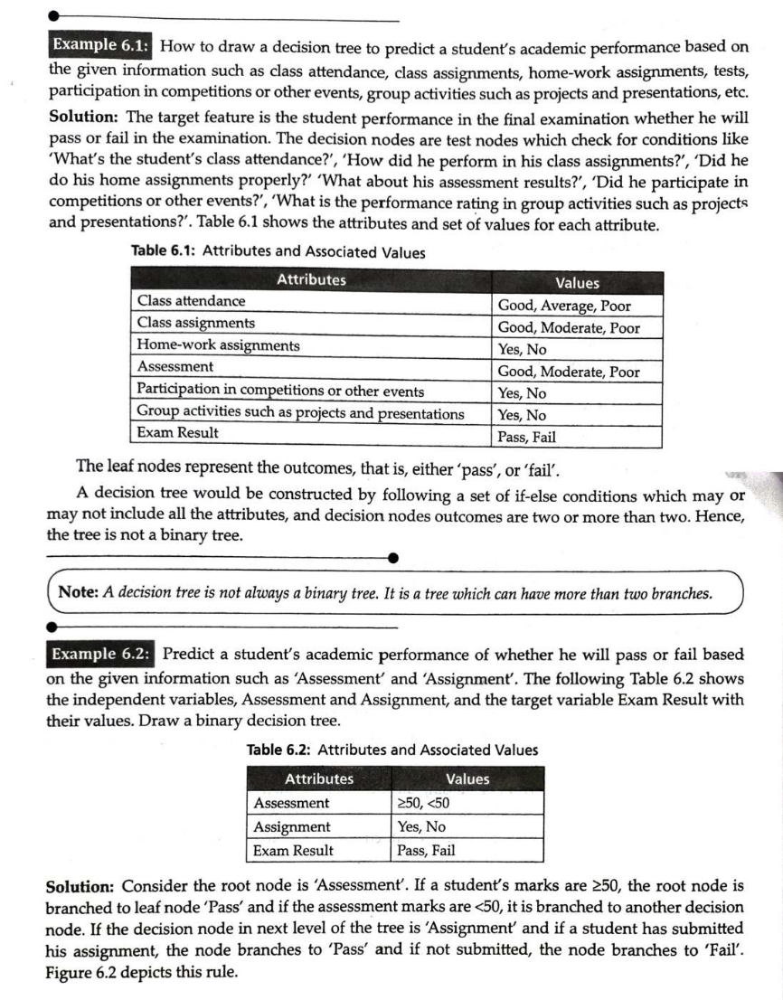 Example 6.1: How to draw a decision tree to predict a student's academic performance based on
the given information such as class attendance, class assignments, home-work assignments, tests,
participation in competitions or other events, group activities such as projects and presentations, etc.
Solution: The target feature is the student performance in the final examination whether he will
pass or fail in the examination. The decision nodes are test nodes which check for conditions like
'What's the student's class attendance?', 'How did he perform in his class assignments?', 'Did he
do his home assignments properly?' 'What about his assessment results?', 'Did he participate in
competitions or other events?', 'What is the performance rating in group activities such as projects
and presentations?'. Table 6.1 shows the attributes and set of values for each attribute.
Table 6.1: Attributes and Associated Values
Attributes Values
Class attendance Good, Average, Poor
Class assignments Good, Moderate, Poor
Home-work assignments Yes, No
Assessment Good, Moderate, Poor
Participation in competitions or other events Yes, No
Group activities such as projects and presentations Yes, No
Exam Result Pass, Fail
The leaf nodes represent the outcomes, that is, either 'pass', or 'fail'.
A decision tree would be constructed by following a set of if-else conditions which may or
may not include all the attributes, and decision nodes outcomes are two or more than two. Hence,
the tree is not a binary tree.
Note: A decision tree is not always a binary tree. It is a tree which can have more than two branches.
Example 6.2: Predict a student's academic performance of whether he will pass or fail based
on the given information such as 'Assessment' and 'Assignment'. The following Table 6.2 shows
the independent variables, Assessment and Assignment, and the target variable Exam Result with
their values. Draw a binary decision tree.
Table 6.2: Attributes and Associated Values
Attributes Values
Assessment ≥50, <50
Assignment Yes, No
Exam Result Pass, Fail
Solution: Consider the root node is 'Assessment'. If a student's marks are ≥50, the root node is
branched to leaf node 'Pass' and if the assessment marks are <50, it is branched to another decision
node. If the decision node in next level of the tree is 'Assignment' and if a student has submitted
his assignment, the node branches to 'Pass' and if not submitted, the node branches to 'Fail'.
Figure 6.2 depicts this rule.